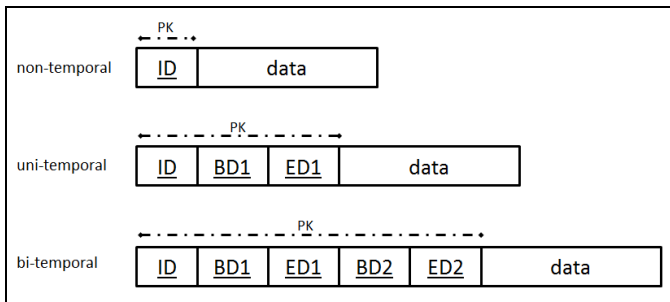 PK
non-temporal ID data
PK
uni-temporal ID BD1 ED1 data
PK
bi-temporal ID BD1 ED1 BD2 ED2 data